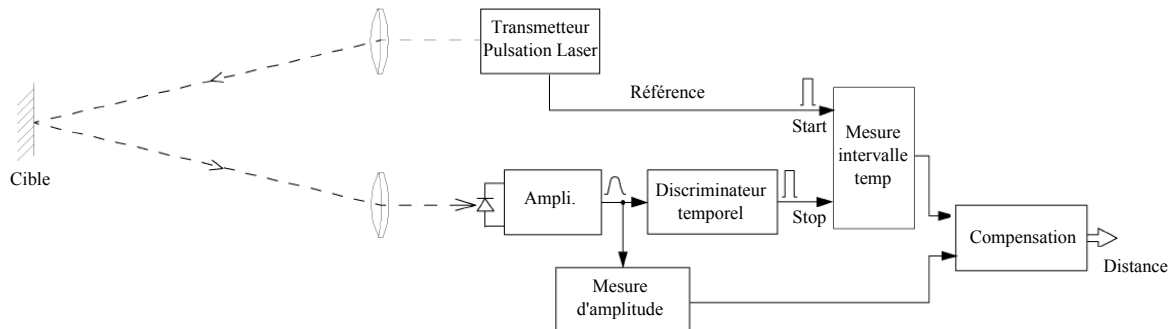 Transmetteur
Pulsation Laser
Référence
Start
Mesure
intervalle
temp
Cible
Ampli.
Discriminateur
temporel
Stop
Compensation
Distance
Mesure
d'amplitude